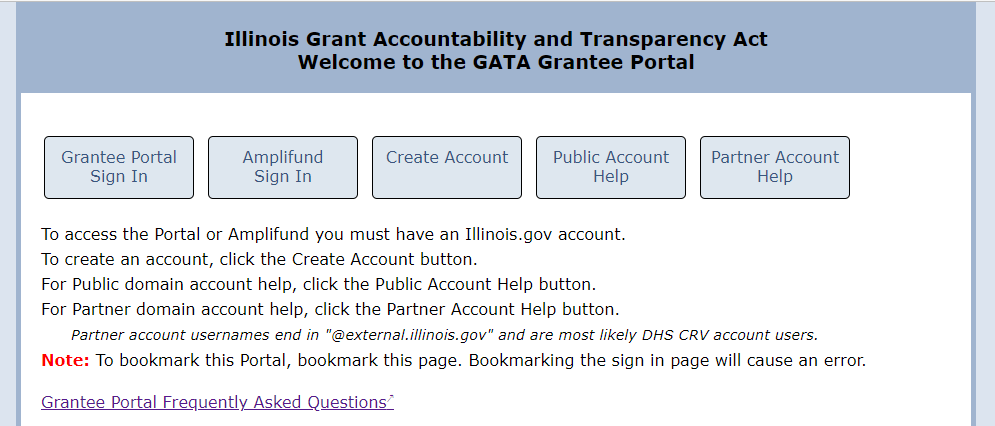 Illinois Grant Accountability and Transparency Act
Welcome to the GATA Grantee Portal
Grantee Portal
Sign In
Amplifund
Sign In
Create Account
Public Account
Help
Partner Account
Help
To access the Portal or Amplifund you must have an Illinois.gov account.
To create an account, click the Create Account button.
For Public domain account help, click the Public Account Help button.
For Partner domain account help, click the Partner Account Help button.
Partner account usernames end in "@external.illinois.gov" and are most likely DHS CRV account users.
Note: To bookmark this Portal, bookmark this page. Bookmarking the sign in page will cause an error.
Grantee Portal Frequently Asked Questions